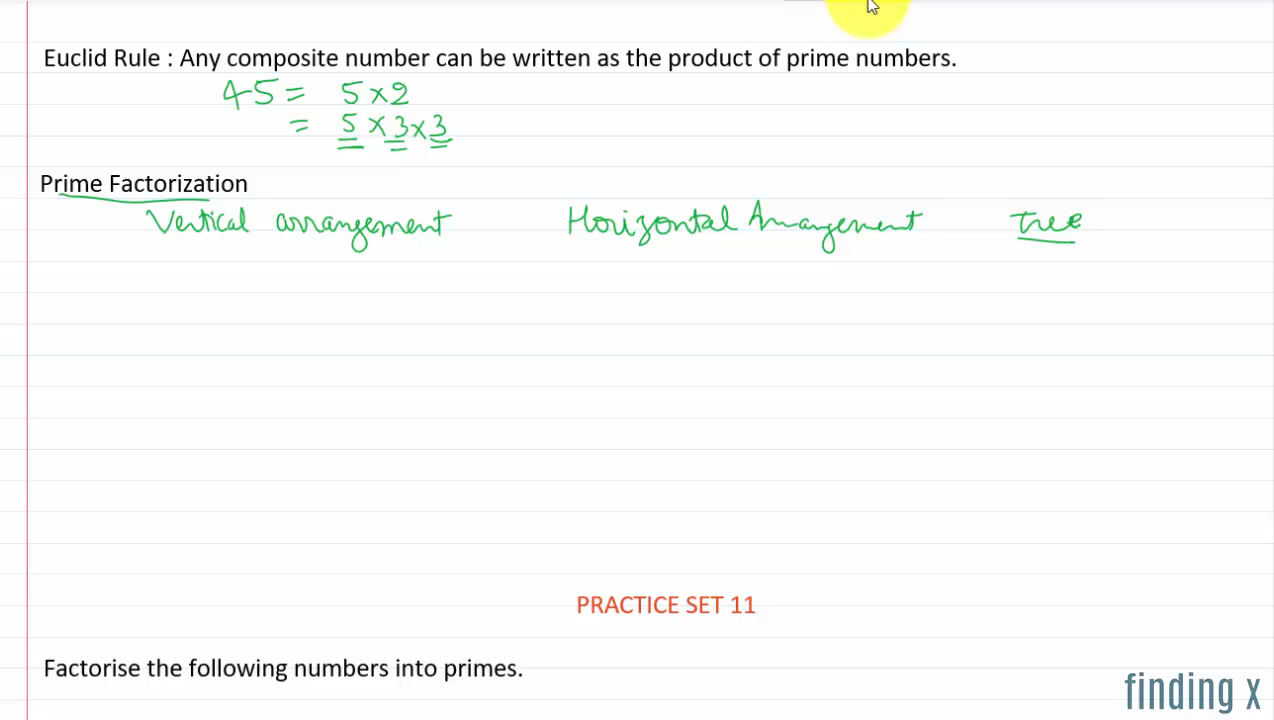 Euclid Rule : Any composite number can be written as the product of prime numbers.
45 = 5 × 2
= 5 × 3 × 3
Prime Factorization
Vertical arrangement Horizontal Arrangement tree
PRACTICE SET 11
Factorise the following numbers into primes.
finding x